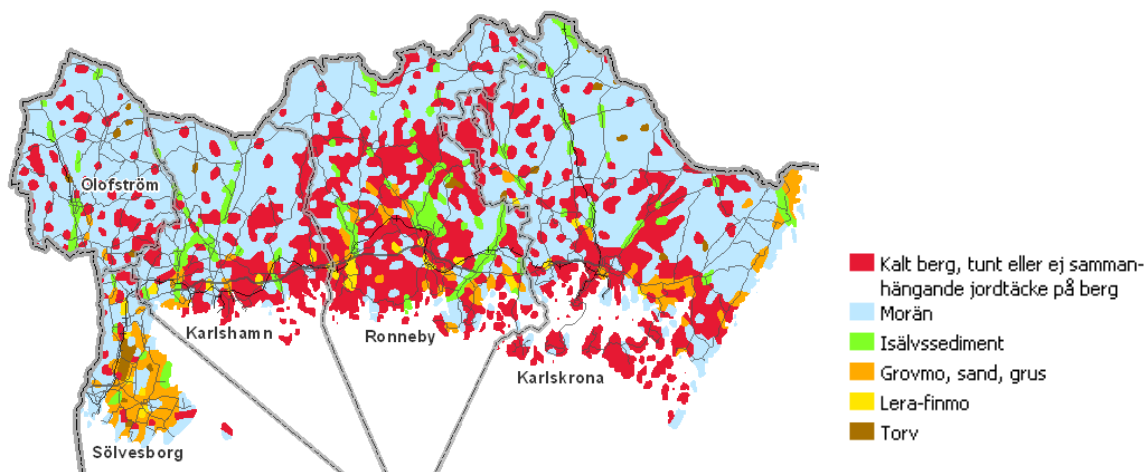 Olofström
Karlshamn
Ronneby
Karlskrona
Sölvesborg
Kalt berg, tunt eller ej samman-
hängande jordtäcke på berg
Morän
Isälvssediment
Grovmo, sand, grus
Lera-finmo
Torv